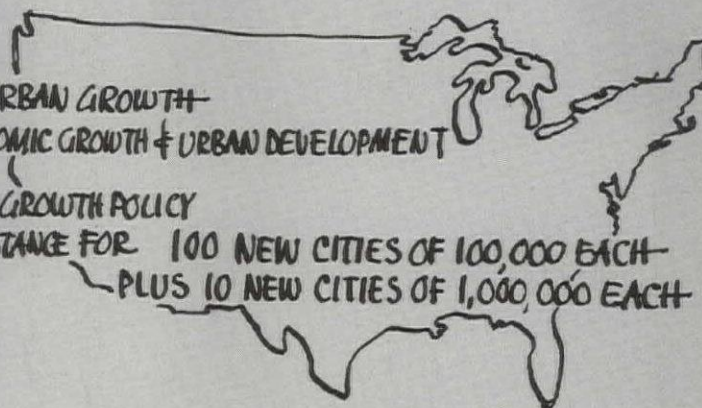 RBAN GROWTH
OMIC GROWTH & URBAN DEVELOPMENT
GROWTH POLICY
TANCE FOR 100 NEW CITIES OF 100,000 EACH
PLUS 10 NEW CITIES OF 1,000,000 EACH